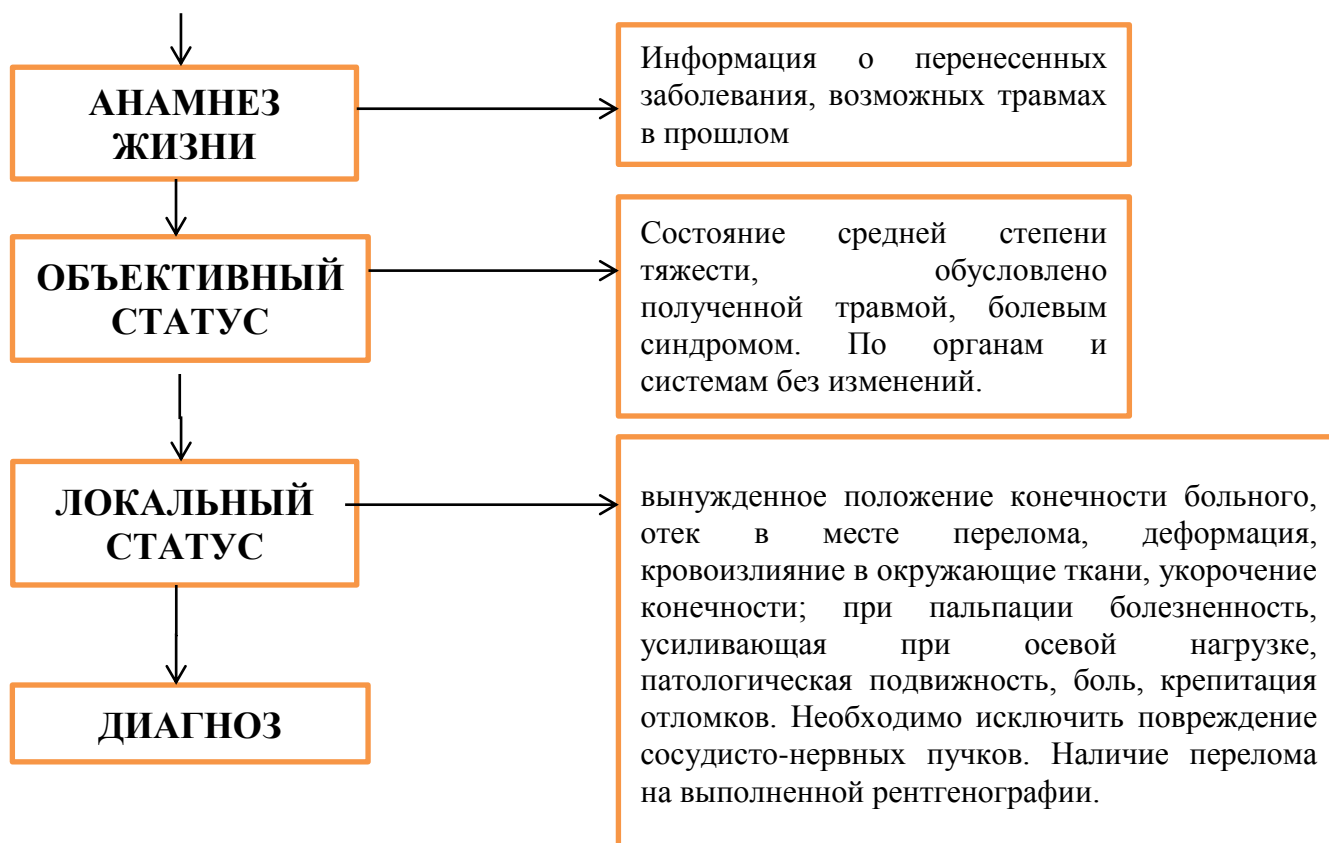 АНАМНЕЗ
ЖИЗНИ
Информация о перенесенных
заболевания, возможных травмах
в прошлом
ОБЪЕКТИВНЫЙ
СТАТУС
Состояние средней степени
тяжести, обусловлено
полученной травмой, болевым
синдромом. По органам и
системам без изменений.
ЛОКАЛЬНЫЙ
СТАТУС
вынужденное положение конечности больного,
отек в месте перелома, деформация,
кровоизлияние в окружающие ткани, укорочение
конечности; при пальпации болезненность,
усиливающая при осевой нагрузке,
патологическая подвижность, боль, крепитация
отломков. Необходимо исключить повреждение
сосудисто-нервных пучков. Наличие перелома
на выполненной рентгенографии.
ДИАГНОЗ